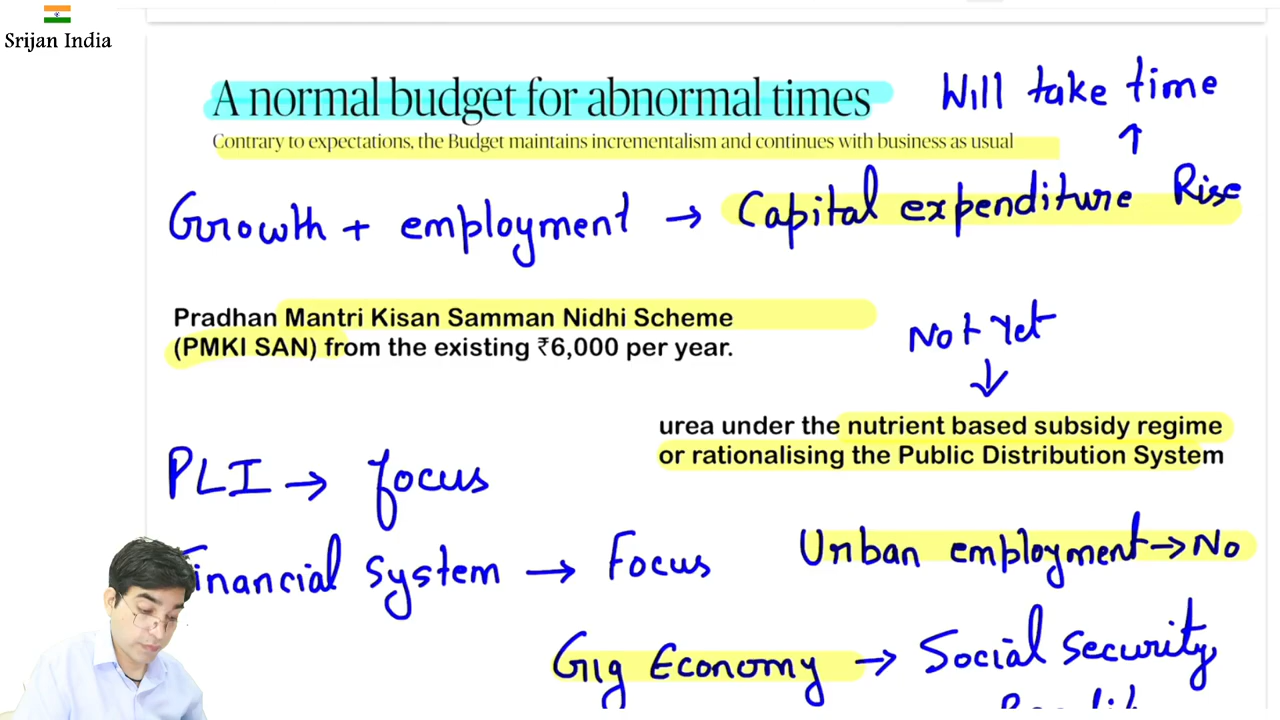 Srijan India
A normal budget for abnormal times
Will take time
Contrary to expectations, the Budget maintains incrementalism and continues with business as usual
↑
Growth + employment → Capital expenditure Rise
Pradhan Mantri Kisan Samman Nidhi Scheme
(PMKI SAN) from the existing ₹6,000 per year.
Not yet
↓
urea under the nutrient based subsidy regime
or rationalising the Public Distribution System
PLI → focus
Financial system → Focus
Urban employment → No
Gig Economy → Social Security